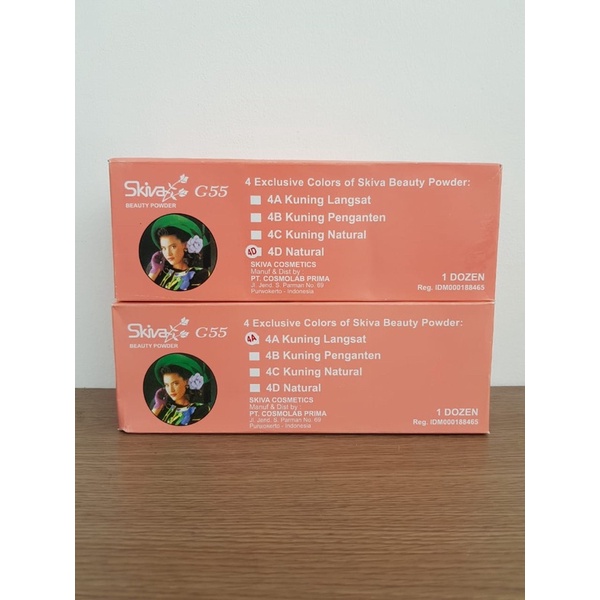 Skiva G55
BEAUTY POWDER
4 Exclusive Colors of Skiva Beauty Powder:
4A Kuning Langsat
4B Kuning Penganten
4C Kuning Natural
4D 4D Natural
SKIVA COSMETICS
Manuf & Dist by
PT. COSMOLAB PRIMA
Jl. Jend. S. Parman No. 69
Purwokerto - Indonesia
1 DOZEN
Reg. IDM000188465
Skiva G55
BEAUTY POWDER
4 Exclusive Colors of Skiva Beauty Powder:
4A 4A Kuning Langsat
4B Kuning Penganten
4C Kuning Natural
4D Natural
SKIVA COSMETICS
Manuf & Dist by :
PT. COSMOLAB PRIMA
Jl. Jend. S. Parman No. 69
Purwokerto - Indonesia
1 DOZEN
Reg. IDM000188465